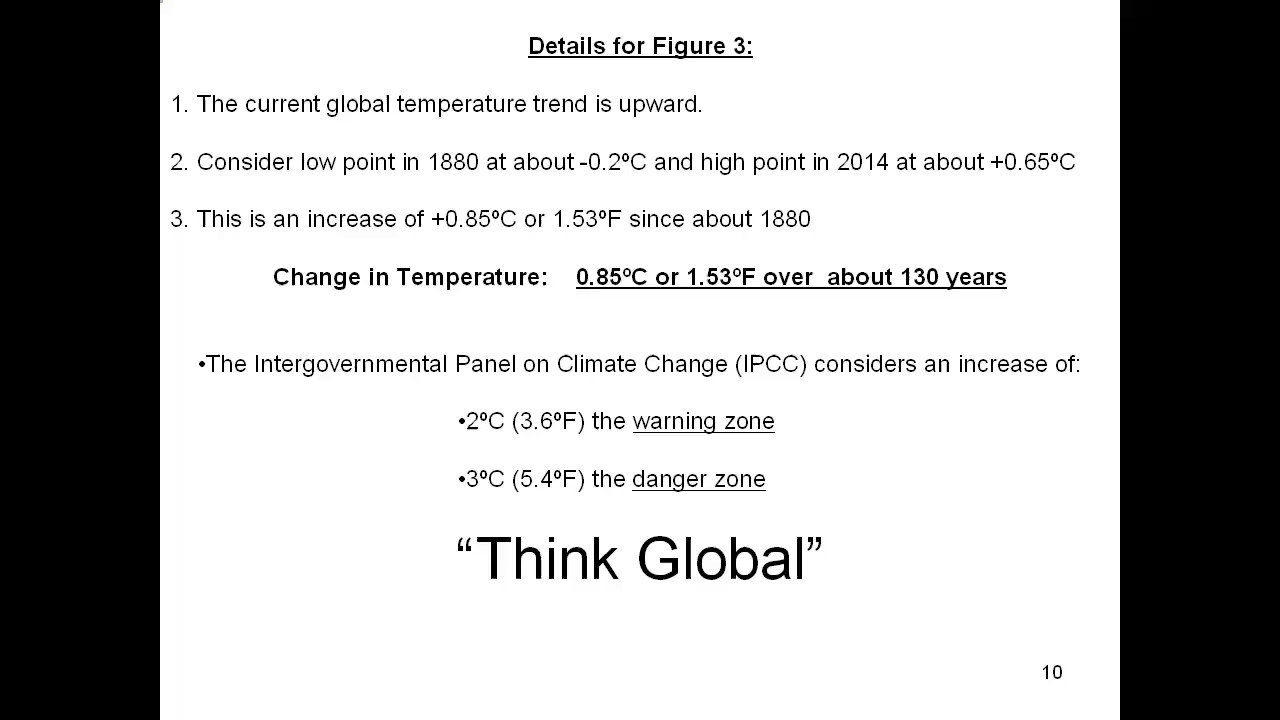 Details for Figure 3:
1. The current global temperature trend is upward.
2. Consider low point in 1880 at about -0.2ºC and high point in 2014 at about +0.65ºC
3. This is an increase of +0.85ºC or 1.53ºF since about 1880
Change in Temperature: 0.85ºC or 1.53ºF over about 130 years
•The Intergovernmental Panel on Climate Change (IPCC) considers an increase of:
•2ºC (3.6ºF) the warning zone
•3ºC (5.4ºF) the danger zone
“Think Global”
10